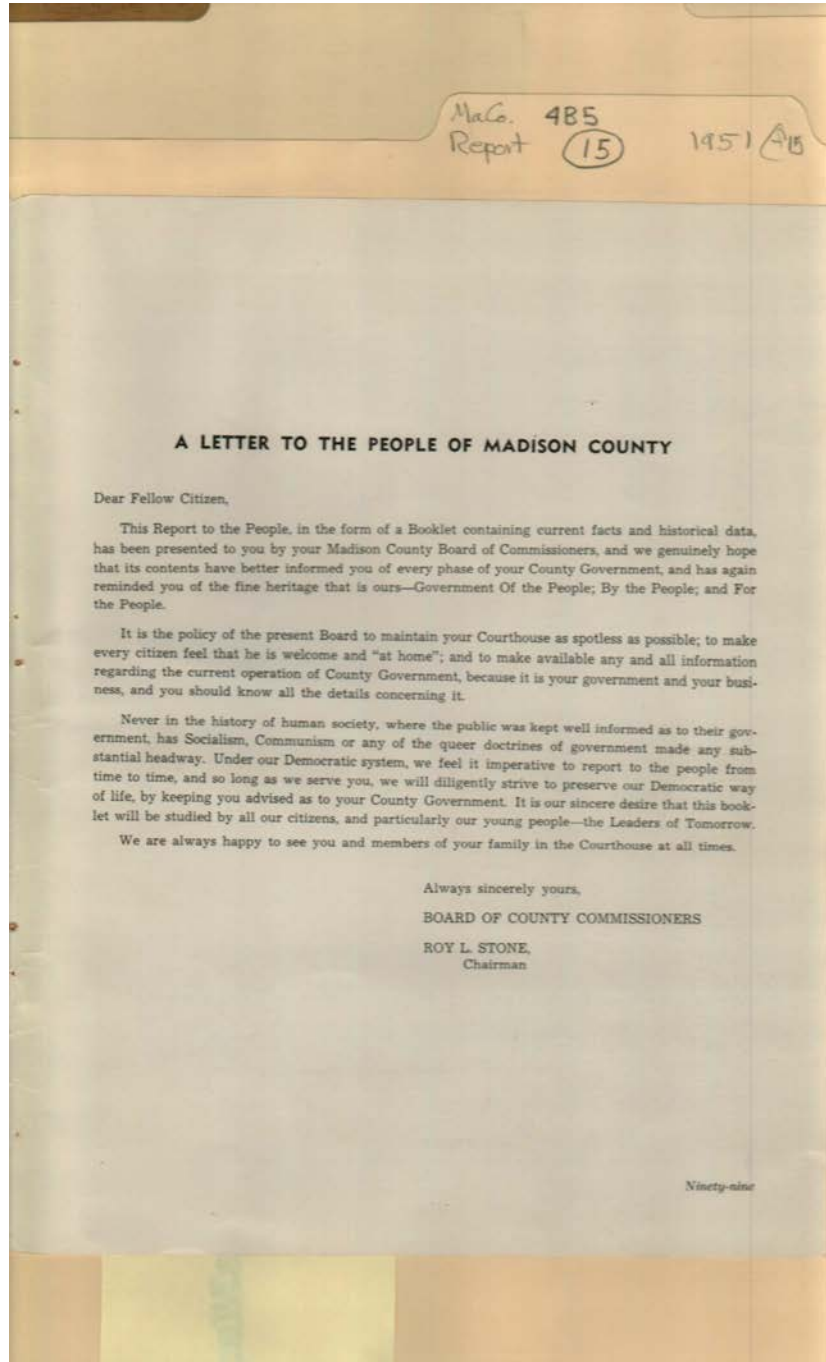 MaCo. 485
Report 15 1951
A LETTER TO THE PEOPLE OF MADISON COUNTY
Dear Fellow Citizen,
This Report to the People, in the form of a Booklet containing current facts and historical data,
has been presented to you by your Madison County Board of Commissioners, and we genuinely hope
that its contents have better informed you of every phase of your County Government, and has again
reminded you of the fine heritage that is ours—Government Of the People; By the People; and For
the People.
It is the policy of the present Board to maintain your Courthouse as spotless as possible; to make
every citizen feel that he is welcome and "at home"; and to make available any and all information
regarding the current operation of County Government, because it is your government and your busi-
ness, and you should know all the details concerning it.
Never in the history of human society, where the public was kept well informed as to their gov-
ernment, has Socialism, Communism or any of the queer doctrines of government made any sub-
stantial headway. Under our Democratic system, we feel it imperative to report to the people from
time to time, and so long as we serve you, we will diligently strive to preserve our Democratic way
of life, by keeping you advised as to your County Government. It is our sincere desire that this book-
let will be studied by all our citizens, and particularly our young people—the Leaders of Tomorrow.
We are always happy to see you and members of your family in the Courthouse at all times.
Always sincerely yours,
BOARD OF COUNTY COMMISSIONERS
ROY L. STONE,
Chairman
Ninety-nine